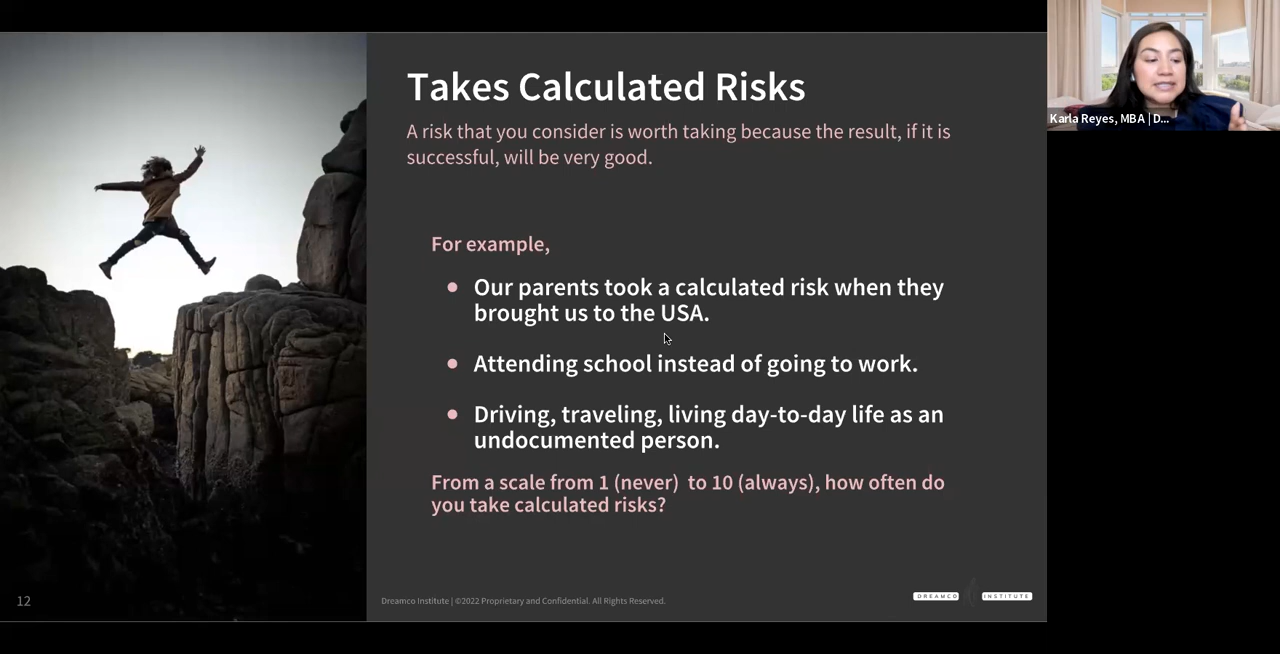 Takes Calculated Risks
A risk that you consider is worth taking because the result, if it is
successful, will be very good.
For example,
● Our parents took a calculated risk when they
brought us to the USA.
● Attending school instead of going to work.
● Driving, traveling, living day-to-day life as an
undocumented person.
From a scale from 1 (never) to 10 (always), how often do
you take calculated risks?
12
Dreamco Institute | ©2022 Proprietary and Confidential. All Rights Reserved.
DREAMCO INSTITUTE
Karla Reyes, MBA | D...